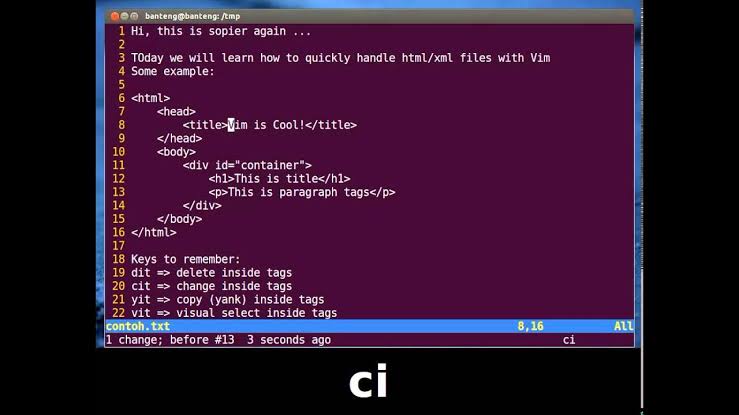 banteng@banteng: /tmp
1 Hi, this is sopier again ...
2
3 TOday we will learn how to quickly handle html/xml files with Vim
4 Some example:
5
6 <html>
7     <head>
8         <title>Vim is Cool!</title>
9     </head>
10     <body>
11         <div id="container">
12             <h1>This is title</h1>
13             <p>This is paragraph tags</p>
14         </div>
15     </body>
16 </html>
17
18 Keys to remember:
19 dit => delete inside tags
20 cit => change inside tags
21 yit => copy (yank) inside tags
22 vit => visual select inside tags
contoh.txt 8,16 All
1 change; before #13  3 seconds ago ci
ci